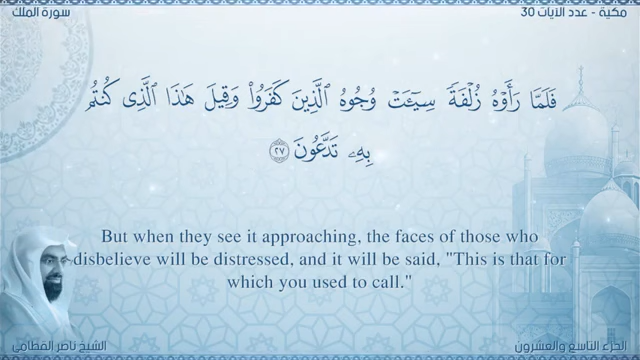 سورة الملك
مكية - عدد الآيات 30
فَلَمَّا رَأَوْهُ زُلْفَةً سِيٓـَٔتْ وُجُوهُ ٱلَّذِينَ كَفَرُوا۟ وَقِيلَ هَٰذَا ٱلَّذِى كُنتُم
بِهِۦ تَدَّعُونَ ٢٧
But when they see it approaching, the faces of those who
disbelieve will be distressed, and it will be said, "This is that for
which you used to call."
الشيخ ناصر القطامي
الجزء التاسع والعشرون